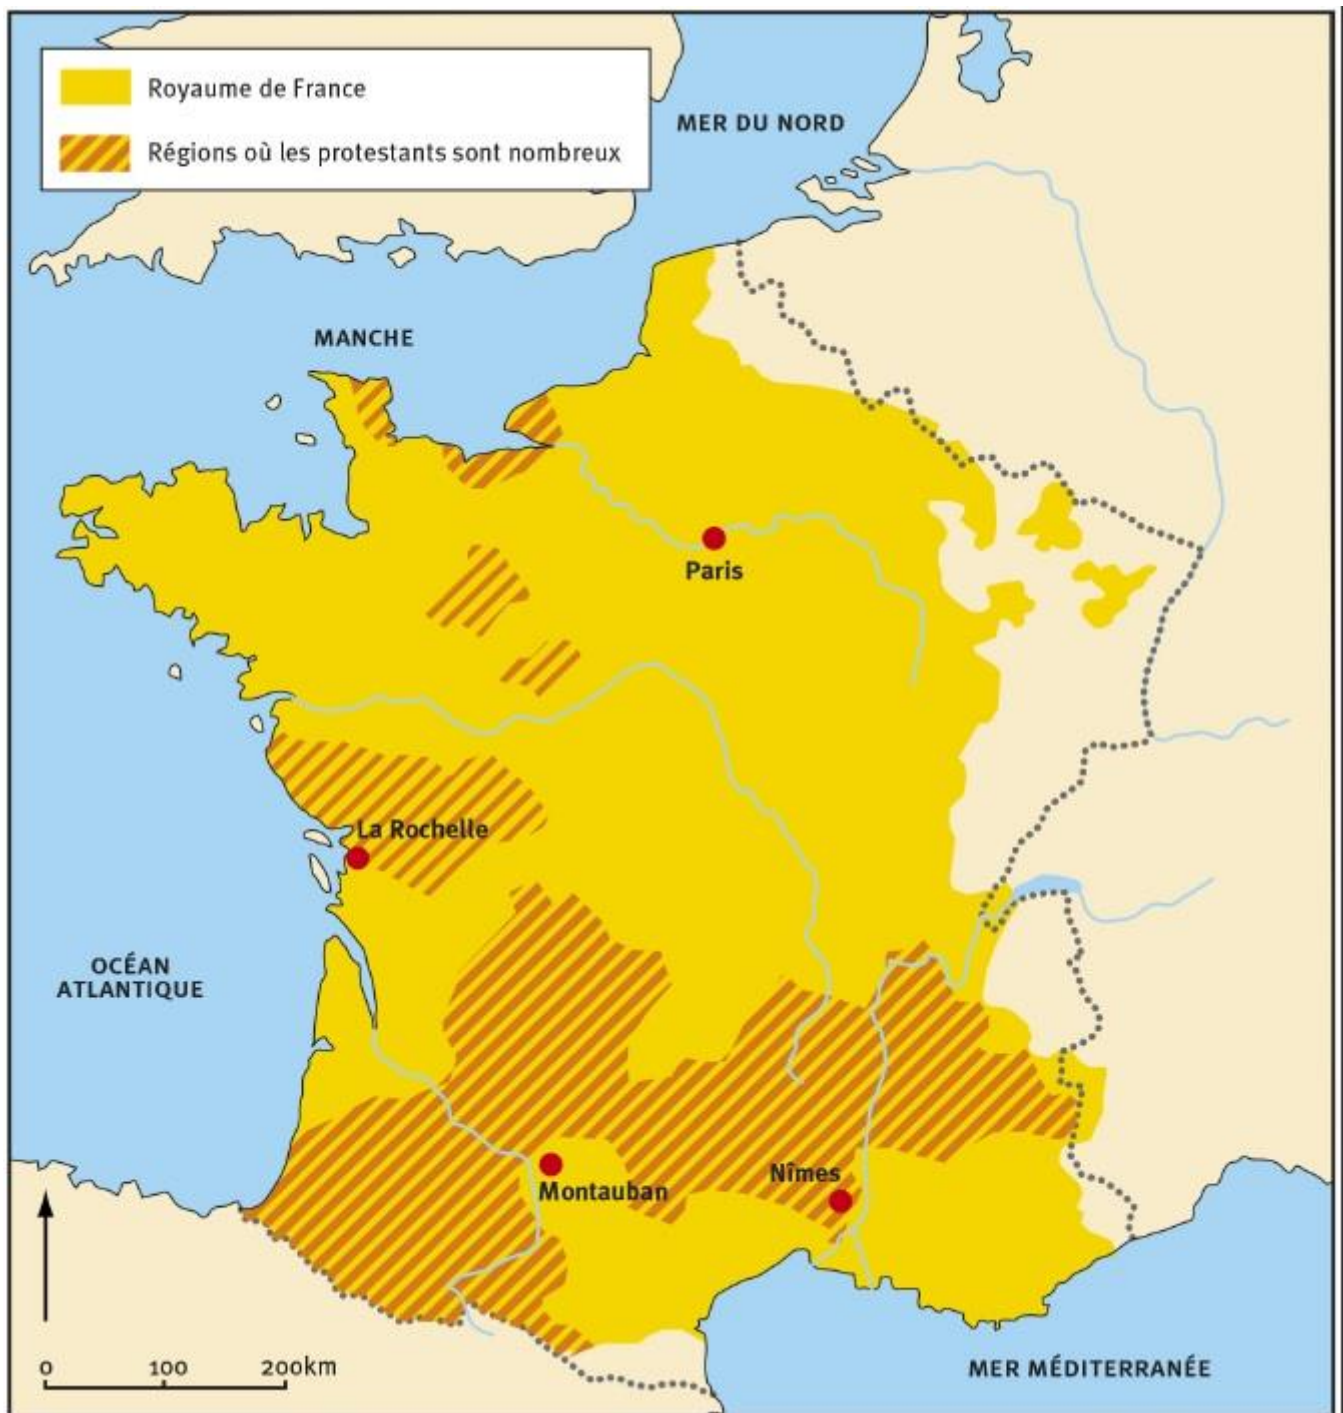 Royaume de France
Régions où les protestants sont nombreux
MER DU NORD
MANCHE
Paris
La Rochelle
OCÉAN
ATLANTIQUE
Nîmes
Montauban
0 100 200km
MER MÉDITERRANÉE